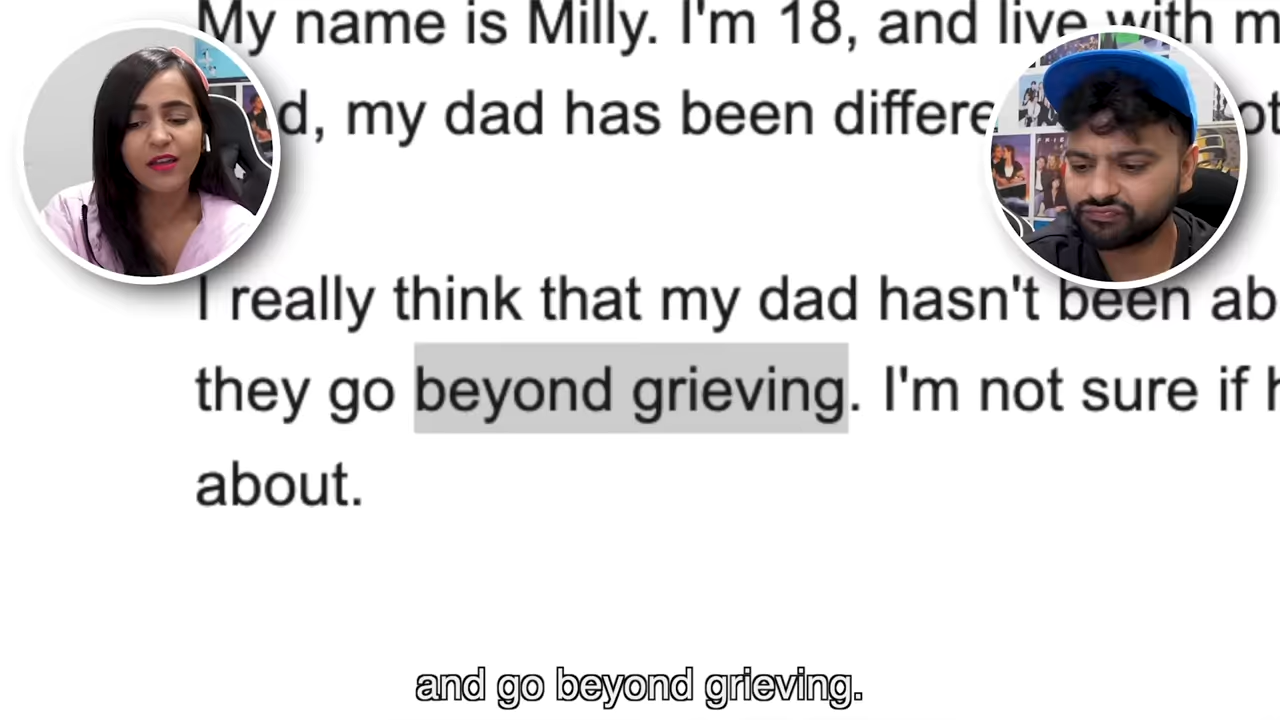 My name is Milly. I'm 18, and live with m
d, my dad has been differe ot
I really think that my dad hasn't been ab
they go beyond grieving. I'm not sure if h
about.
and go beyond grieving.